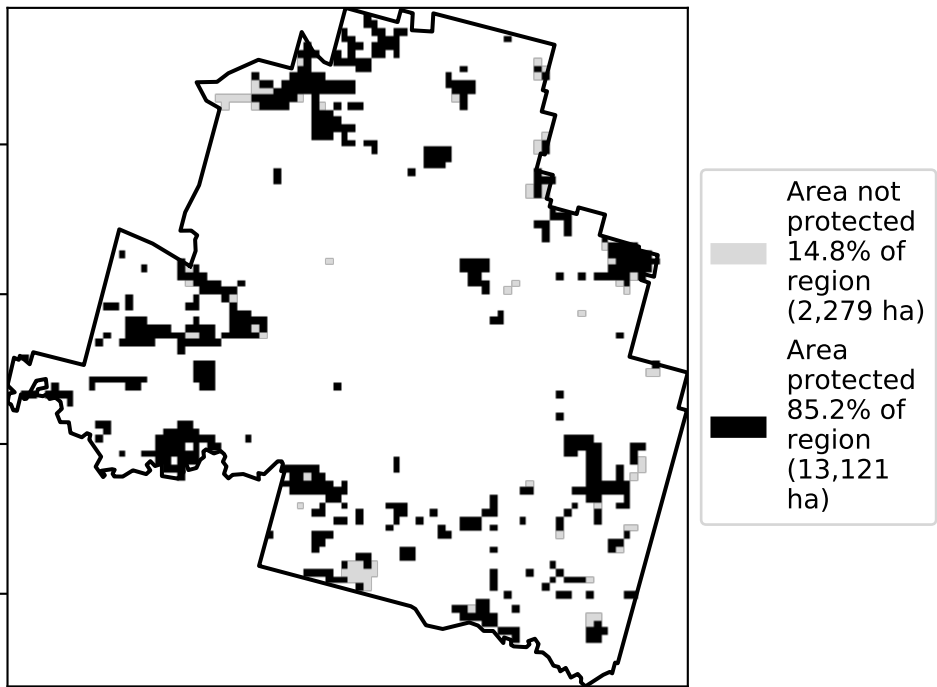 Area not
protected
14.8% of
region
(2,279 ha)
Area
protected
85.2% of
region
(13,121
ha)